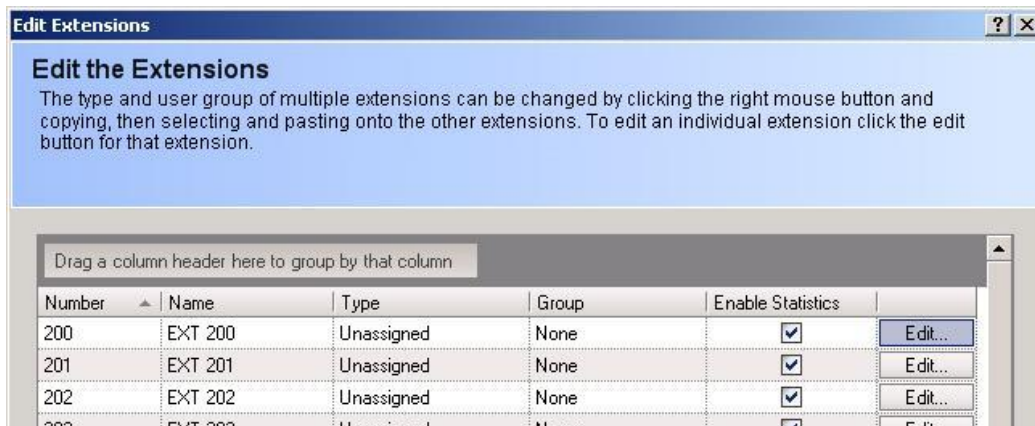 Edit Extensions
Edit the Extensions
The type and user group of multiple extensions can be changed by clicking the right mouse button and
copying, then selecting and pasting onto the other extensions. To edit an individual extension click the edit
button for that extension.
Drag a column header here to group by that column
Number Name Type Group Enable Statistics
200 EXT 200 Unassigned None Edit...
201 EXT 201 Unassigned None Edit...
202 EXT 202 Unassigned None Edit...